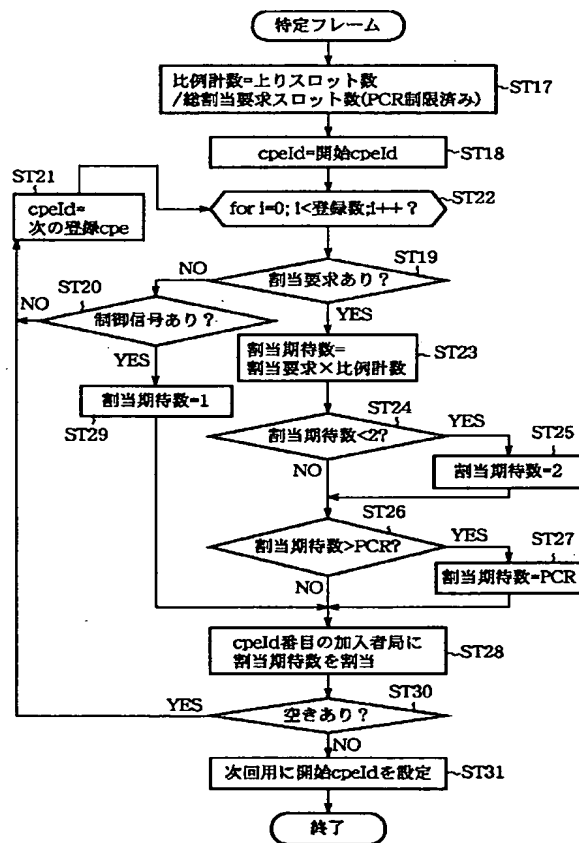 特定フレーム
比例計数=上りスロット数
/総割当要求スロット数(PCR制限済み)
ST17
cpeId=開始cpeId
ST18
ST21
cpeId=
次の登録cpe
for i=0; i<登録数;i++ ?
ST22
ST19
NO
割当要求あり?
ST20
NO
制御信号あり?
YES
YES
割当期待数=
割当要求×比例計数
ST23
割当期待数=1
ST29
ST24
割当期待数<2?
YES
ST25
NO
割当期待数=2
ST26
割当期待数>PCR?
YES
ST27
NO
割当期待数=PCR
cpeId番目の加入者局に
割当期待数を割当
ST28
YES
ST30
空きあり?
NO
次回用に開始cpeIdを設定
ST31
終了